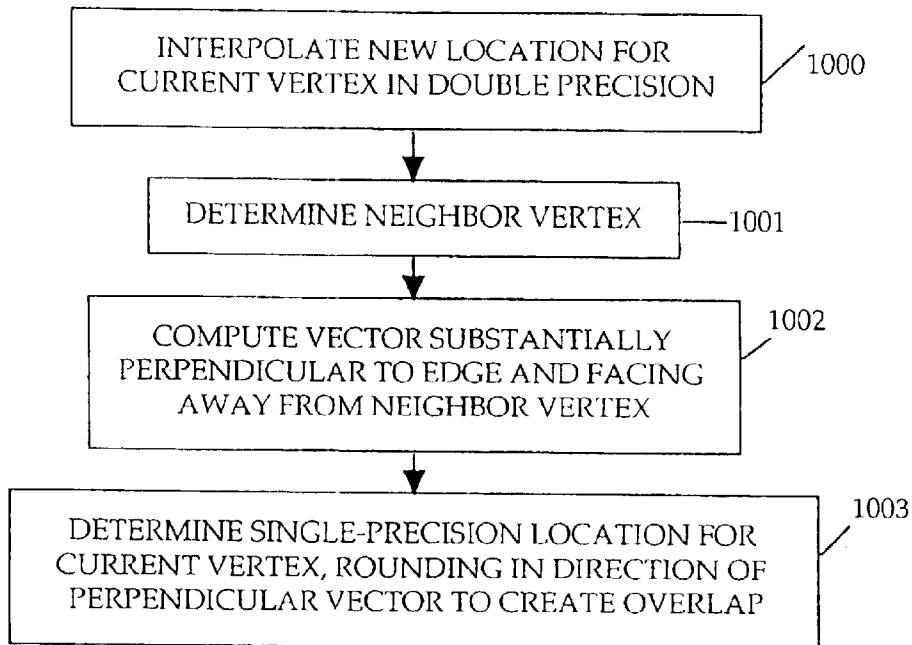 INTERPOLATE NEW LOCATION FOR
CURRENT VERTEX IN DOUBLE PRECISION
1000
DETERMINE NEIGHBOR VERTEX
1001
COMPUTE VECTOR SUBSTANTIALLY
PERPENDICULAR TO EDGE AND FACING
AWAY FROM NEIGHBOR VERTEX
1002
DETERMINE SINGLE-PRECISION LOCATION FOR
CURRENT VERTEX, ROUNDING IN DIRECTION OF
PERPENDICULAR VECTOR TO CREATE OVERLAP
1003